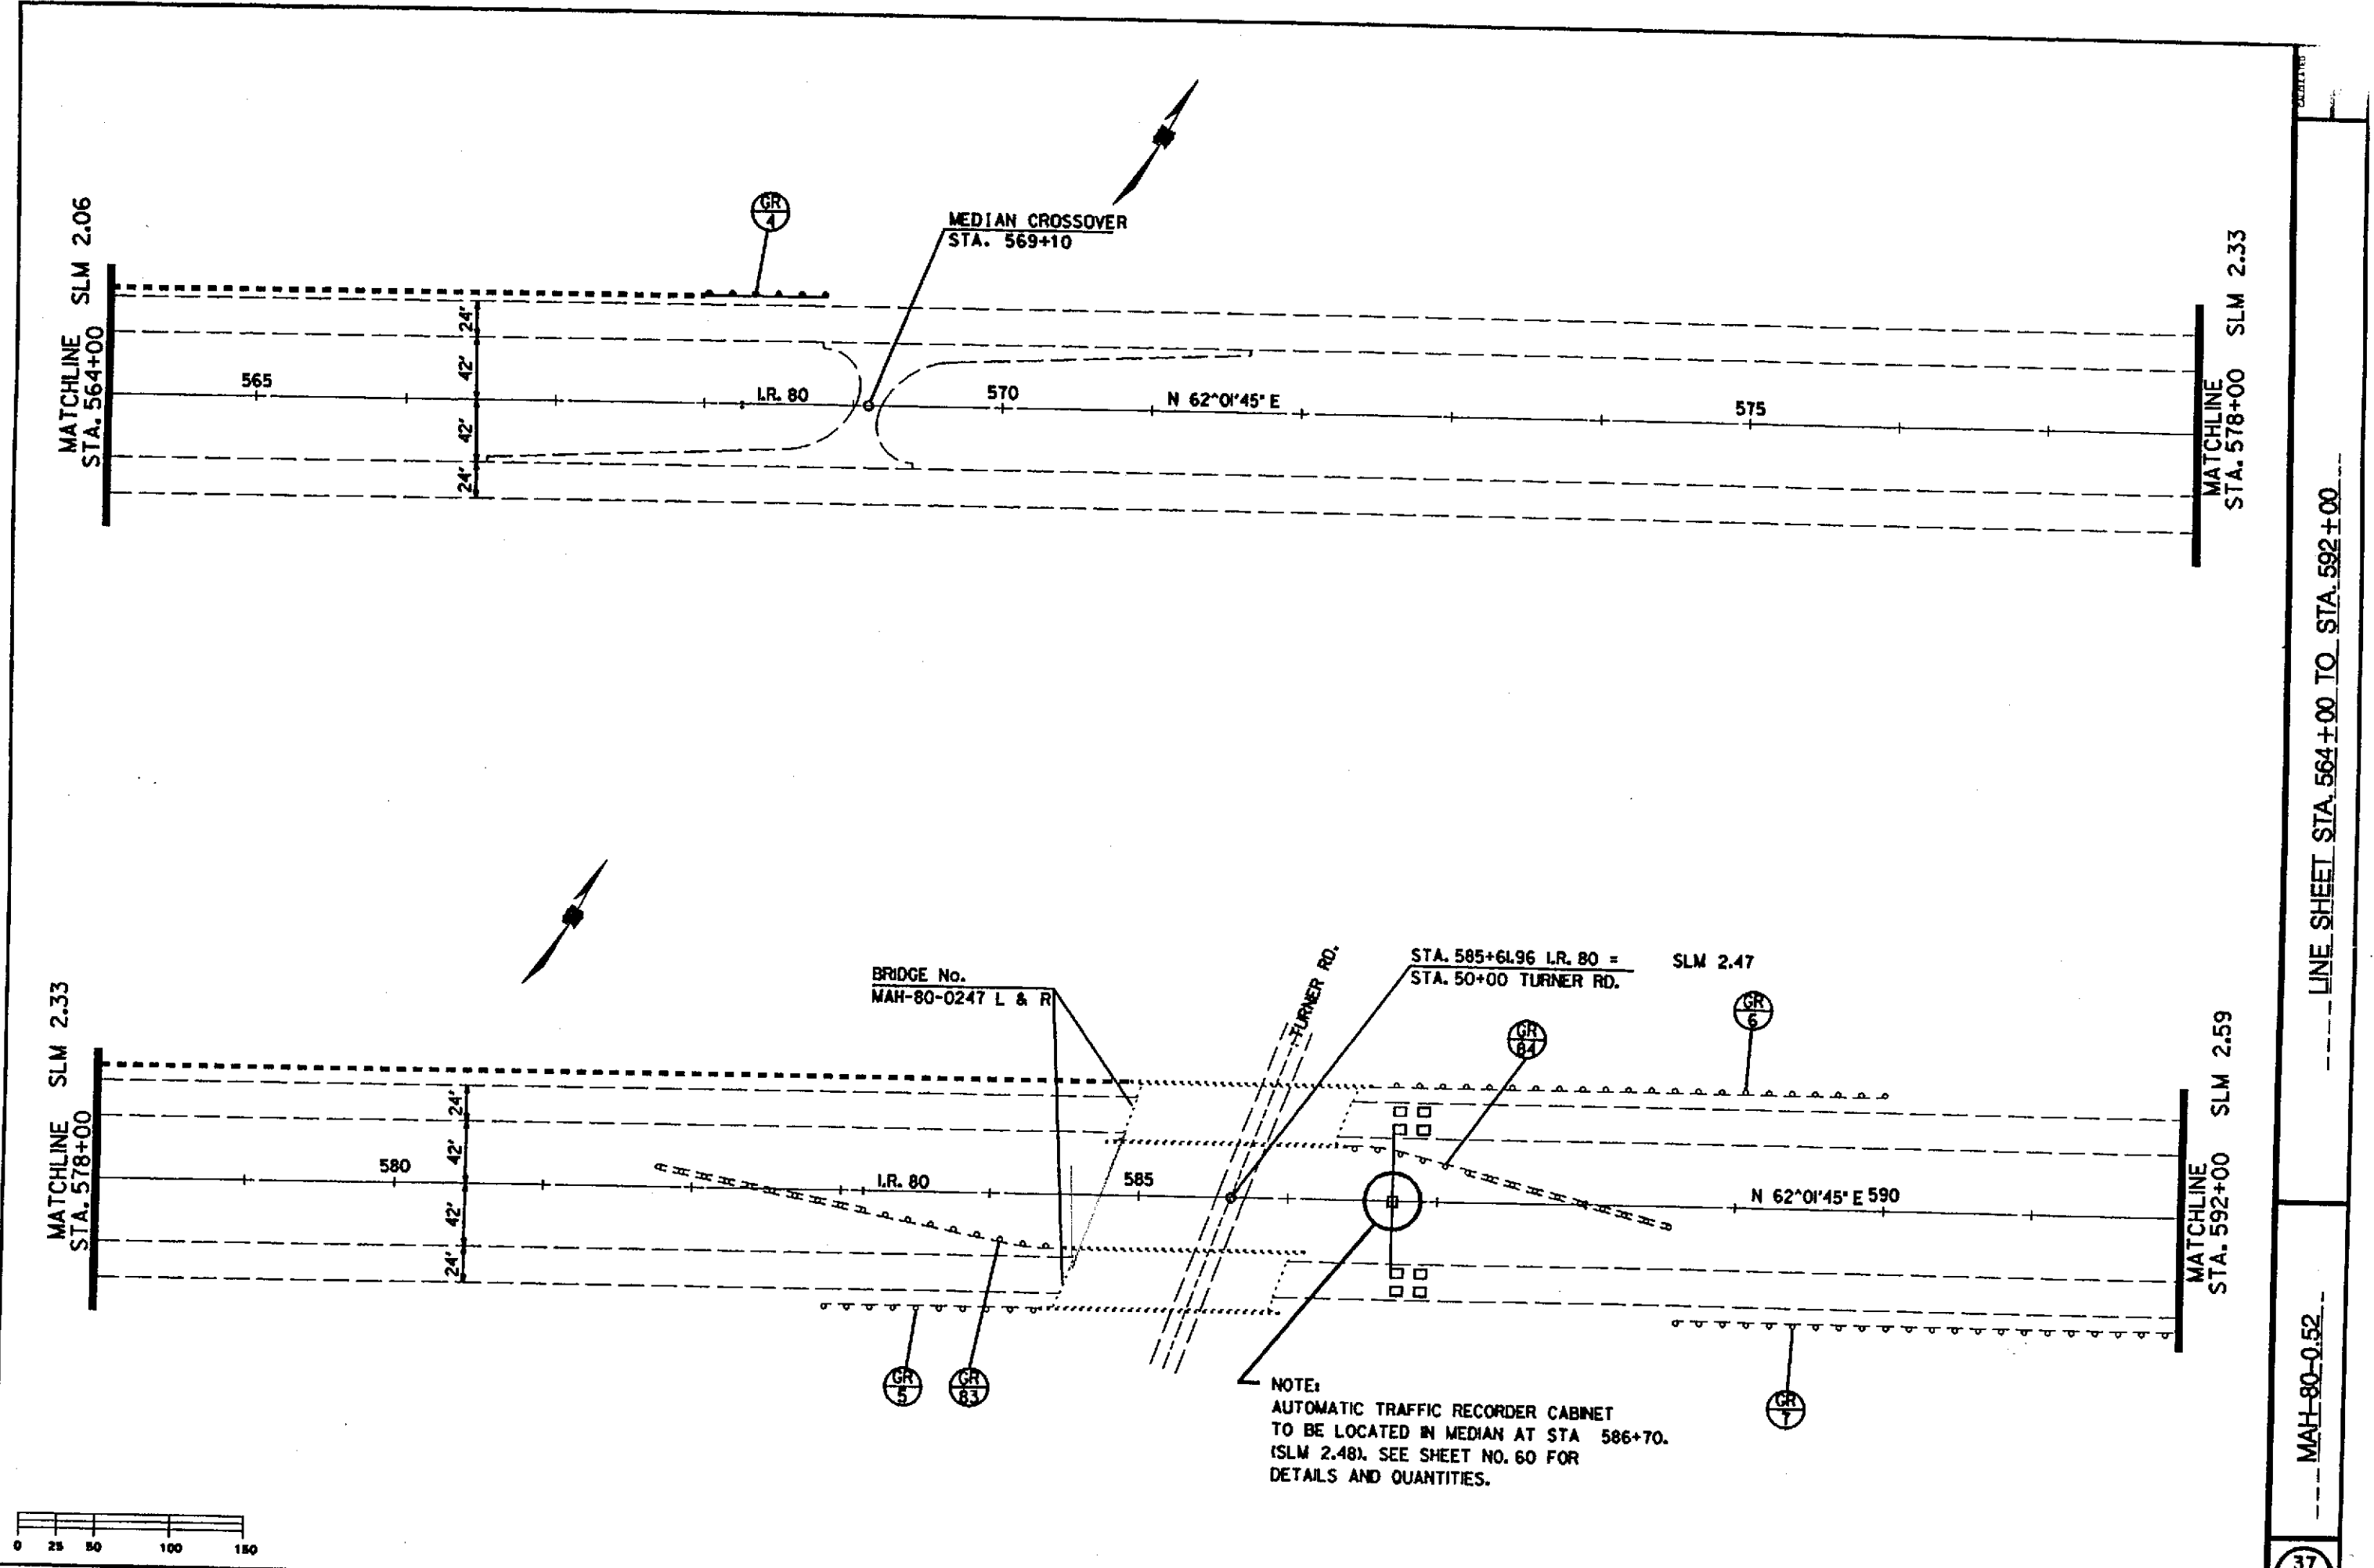 MATCHLINE SLM 2.06
STA. 564+00
GR
4
MEDIAN CROSSOVER
STA. 569+10
24'
42'
42'
24'
565
I.R. 80
570
N 62^01'45" E
575
MATCHLINE SLM 2.33
STA. 578+00
MATCHLINE SLM 2.33
STA. 578+00
BRIDGE No.
MAH-80-0247 L & R
TURNER RD.
STA. 585+61.96 I.R. 80 = SLM 2.47
STA. 50+00 TURNER RD.
GR
84
GR
6
24'
42'
42'
24'
580
I.R. 80
585
N 62^01'45" E 590
MATCHLINE SLM 2.59
STA. 592+00
GR
5
GR
83
GR
7
NOTE:
AUTOMATIC TRAFFIC RECORDER CABINET
TO BE LOCATED IN MEDIAN AT STA 586+70.
(SLM 2.48). SEE SHEET NO. 60 FOR
DETAILS AND QUANTITIES.
0 25 50 100 150
LINE SHEET STA. 564+00 TO STA. 592+00
MAH-80-0.52
37